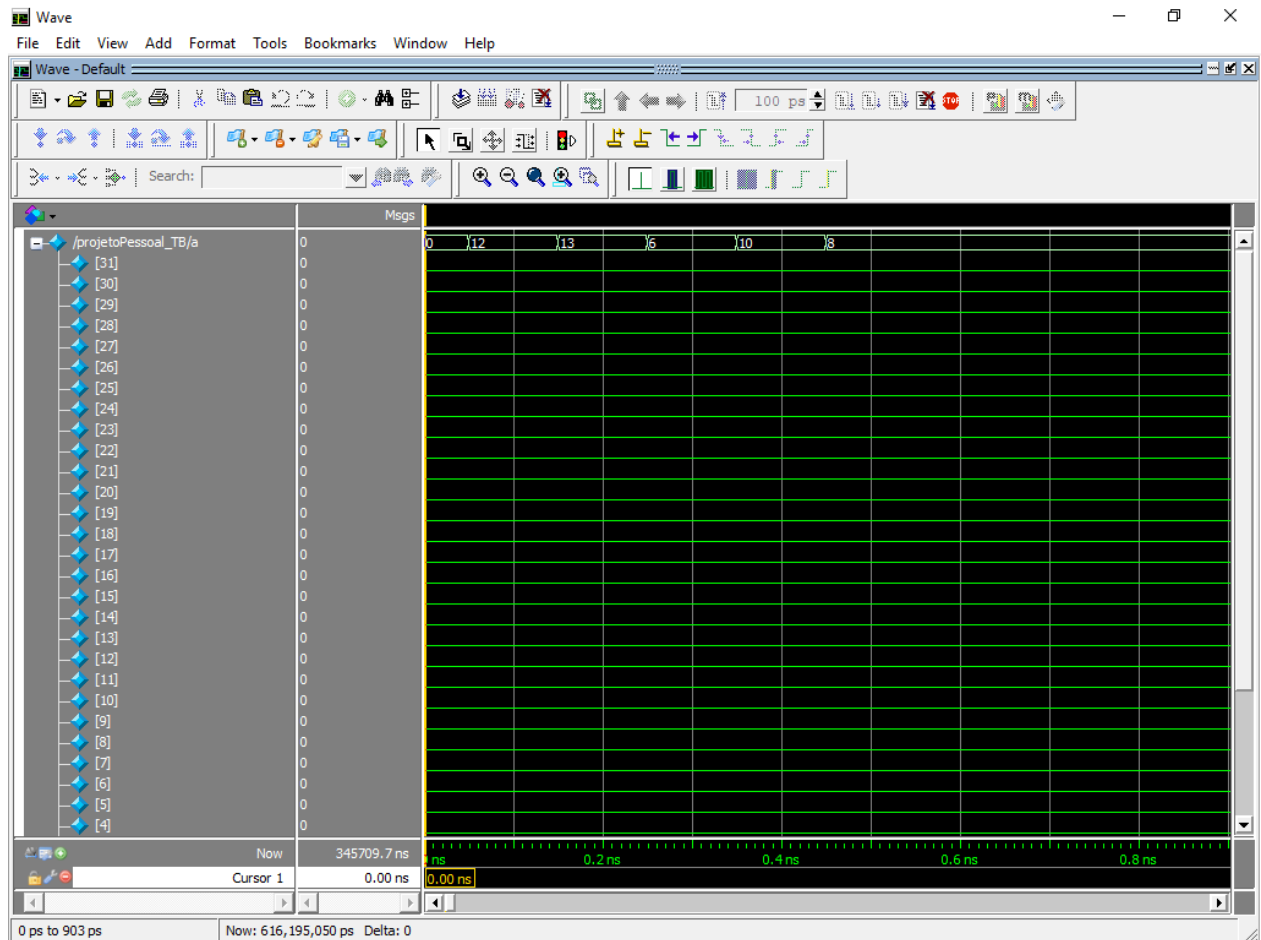 Wave
File Edit View Add Format Tools Bookmarks Window Help
Wave - Default
100 ps
STOP
Search:
Msgs
/projetoPessoal_TB/a 0 0 12 13 6 10 8
[31] 0
[30] 0
[29] 0
[28] 0
[27] 0
[26] 0
[25] 0
[24] 0
[23] 0
[22] 0
[21] 0
[20] 0
[19] 0
[18] 0
[17] 0
[16] 0
[15] 0
[14] 0
[13] 0
[12] 0
[11] 0
[10] 0
[9] 0
[8] 0
[7] 0
[6] 0
[5] 0
[4] 0
Now 345709.7 ns ns 0.2 ns 0.4 ns 0.6 ns 0.8 ns
Cursor 1 0.00 ns 0.00 ns
0 ps to 903 ps Now: 616,195,050 ps Delta: 0